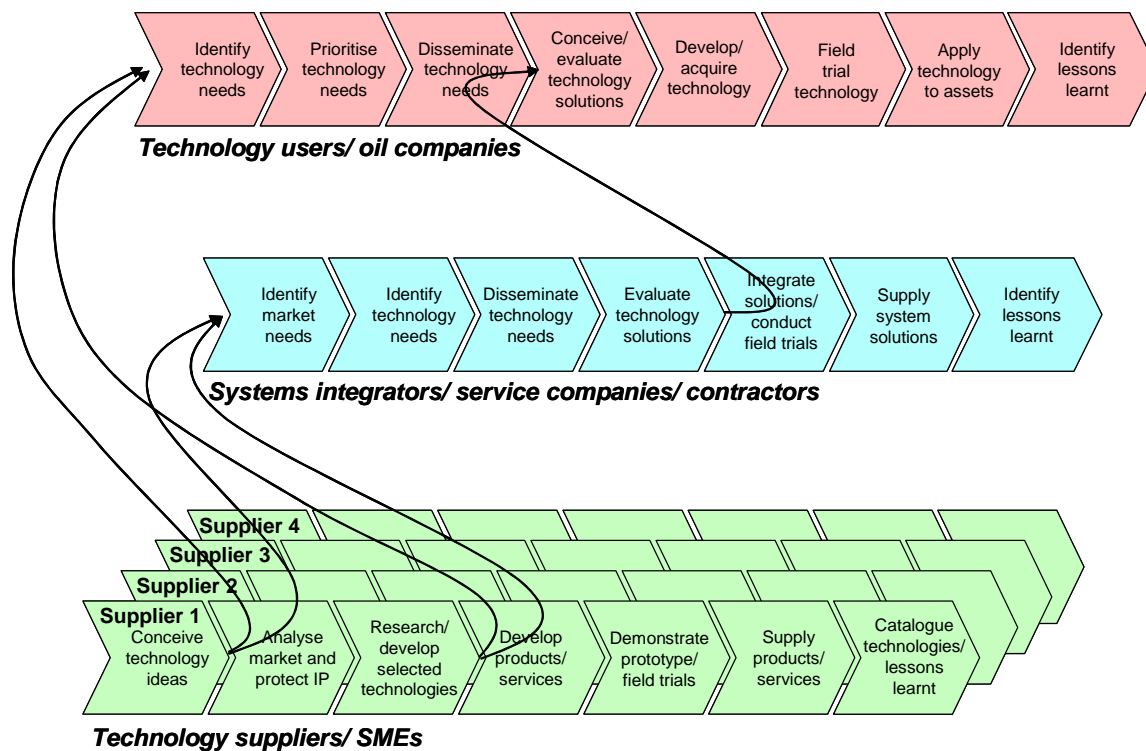 Identify
technology
needs
Prioritise
technology
needs
Disseminate
technology
needs
Conceive/
evaluate
technology
solutions
Develop/
acquire
technology
Field
trial
technology
Apply
technology
to assets
Identify
lessons
learnt
Technology users/ oil companies
Identify
market
needs
Identify
technology
needs
Disseminate
technology
needs
Evaluate
technology
solutions
Integrate
solutions/
conduct
field trials
Supply
system
solutions
Identify
lessons
learnt
Systems integrators/ service companies/ contractors
Supplier 4
Supplier 3
Supplier 2
Supplier 1
Conceive
technology
ideas
Analyse
market and
protect IP
Research/
develop
selected
technologies
Develop
products/
services
Demonstrate
prototype/
field trials
Supply
products/
services
Catalogue
technologies/
lessons
learnt
Technology suppliers/ SMEs